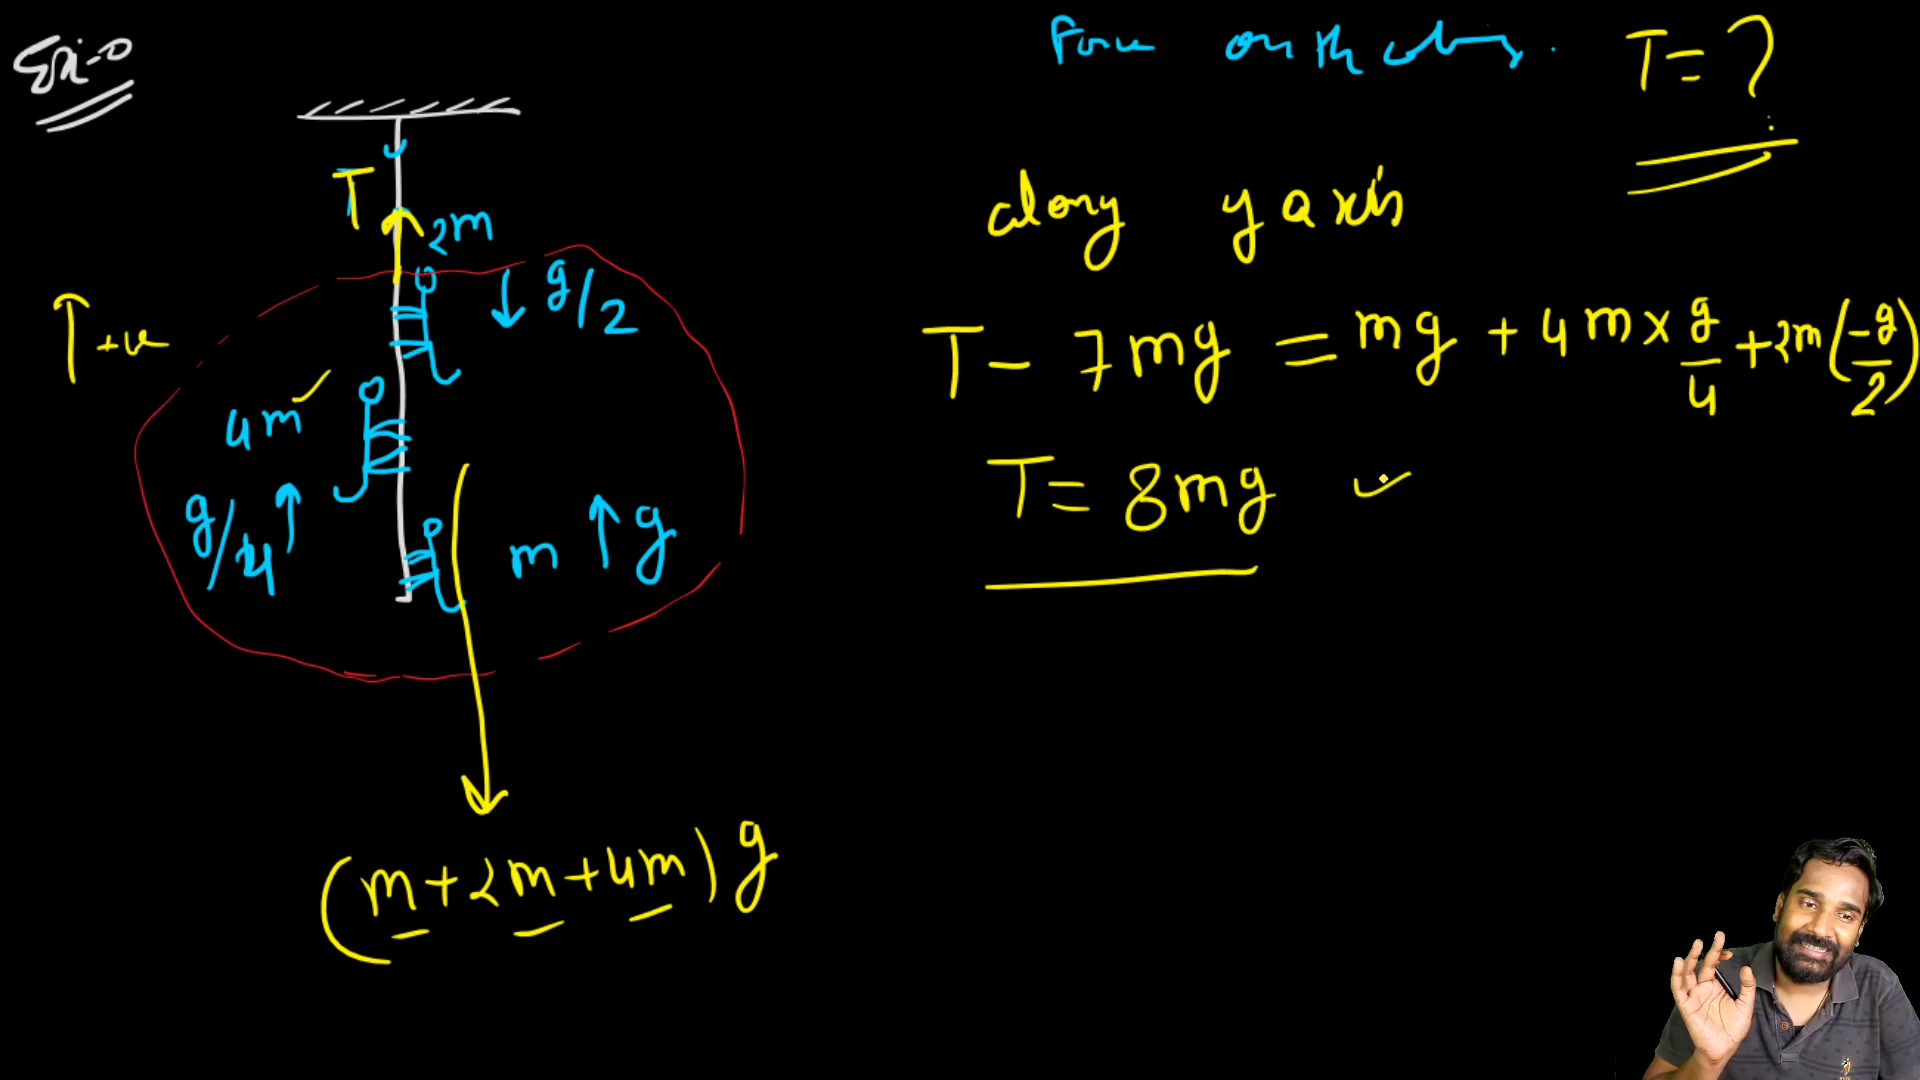 Force on the T = ?
T
2m
g/2
along y axis
+ve
T - 7mg = mg + 4m × g/4 + 2m(-g/2)
4m
T = 8mg
g/4
m g
(m + 2m + 4m) g